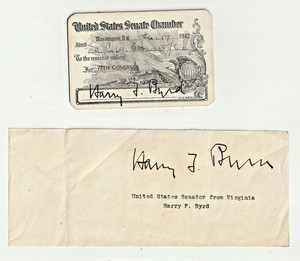 United States Senate Chamber
Washington, D.C. 1942
Admit
To the reserved gallery
For 77TH CONGRESS
Harry F. Byrd
Harry F. Byrd
United States Senator from Virginia
Harry F. Byrd